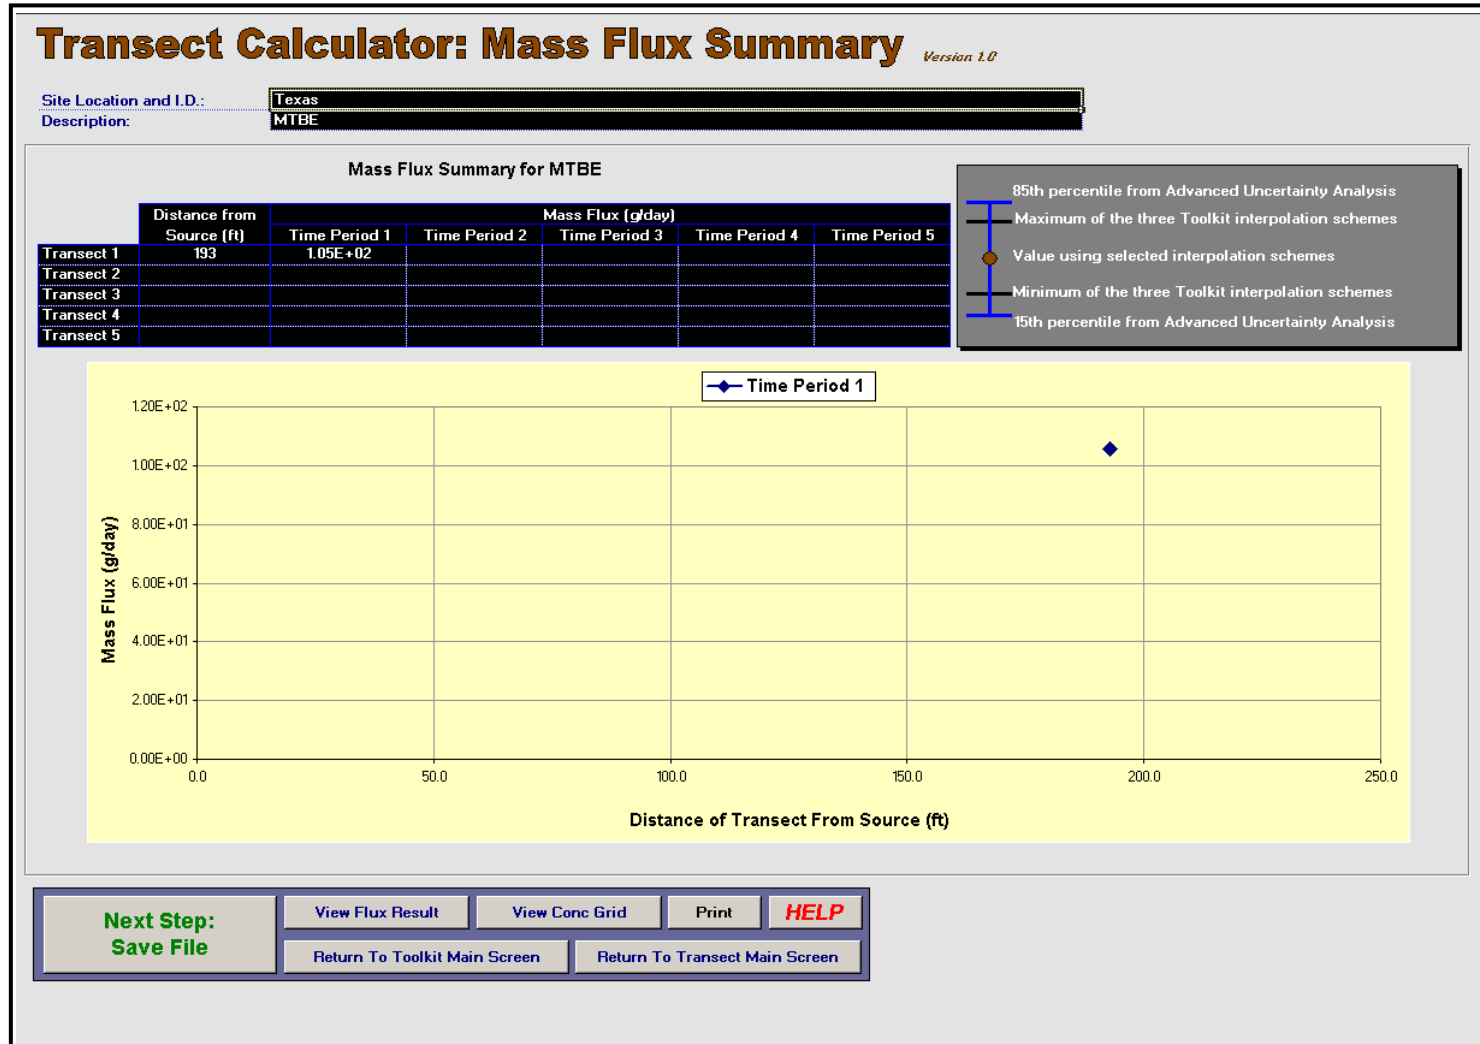 Transect Calculator: Mass Flux Summary Version 1.0
Site Location and I.D.: Texas
Description: MTBE
Mass Flux Summary for MTBE
Distance from Source (ft) Mass Flux (g/day)
Time Period 1 Time Period 2 Time Period 3 Time Period 4 Time Period 5
Transect 1 193 1.05E+02
Transect 2
Transect 3
Transect 4
Transect 5
85th percentile from Advanced Uncertainty Analysis
Maximum of the three Toolkit interpolation schemes
Value using selected interpolation schemes
Minimum of the three Toolkit interpolation schemes
15th percentile from Advanced Uncertainty Analysis
Time Period 1
1.20E+02
1.00E+02
8.00E+01
6.00E+01
4.00E+01
2.00E+01
0.00E+00
Mass Flux (g/day)
0.0 50.0 100.0 150.0 200.0 250.0
Distance of Transect From Source (ft)
Next Step:
Save File
View Flux Result View Conc Grid Print HELP
Return To Toolkit Main Screen Return To Transect Main Screen